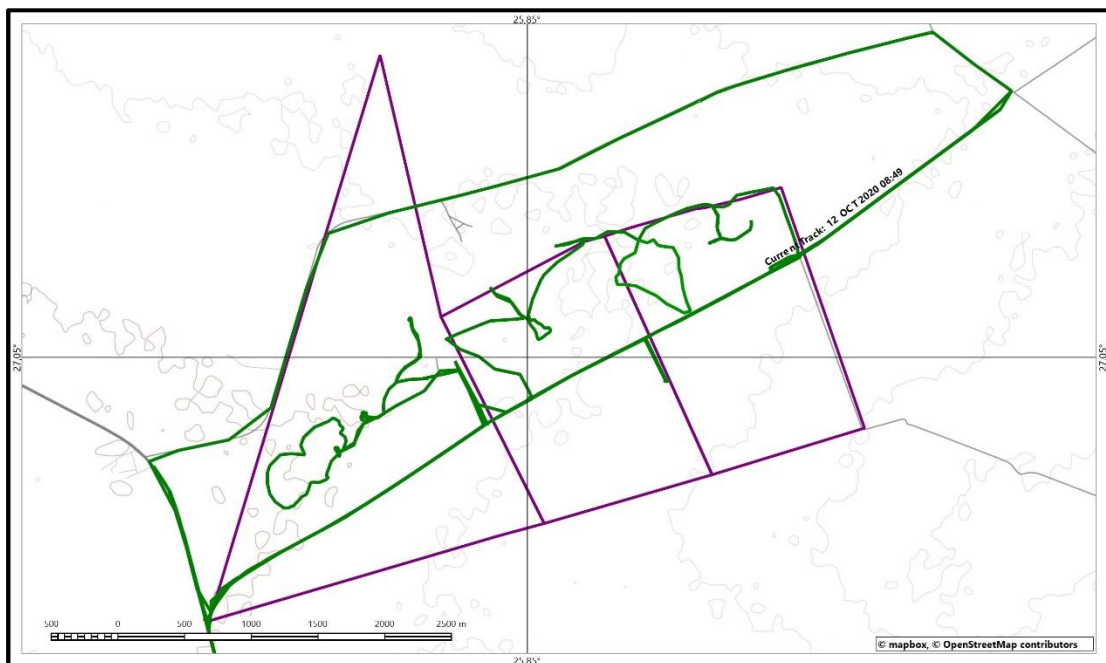 25.85°
Current Track: 12 OCT 2020 08:49
27.05°
27.05°
500 0 500 1000 1500 2000 2500 m
© mapbox, © OpenStreetMap contributors
25.85°